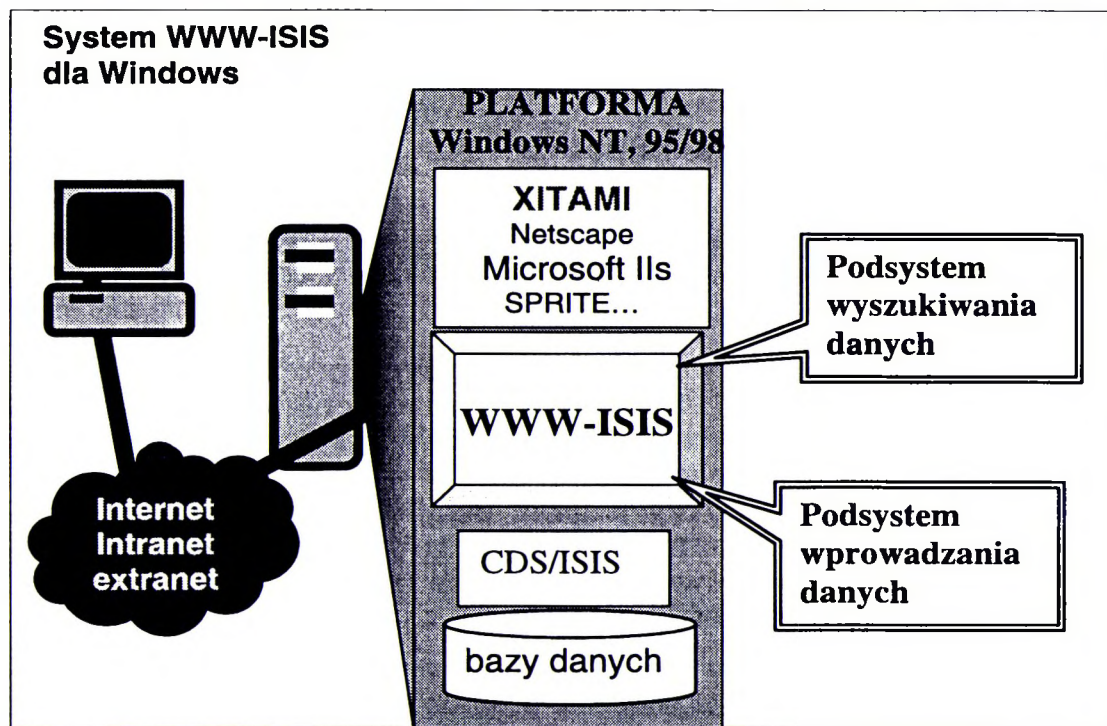 System WWW-ISIS
dla Windows
PLATFORMA
Windows NT, 95/98
XITAMI
Netscape
Microsoft IIs
SPRITE...
WWW-ISIS
CDS/ISIS
bazy danych
Internet
Intranet
extranet
Podsystem
wyszukiwania
danych
Podsystem
wprowadzania
danych